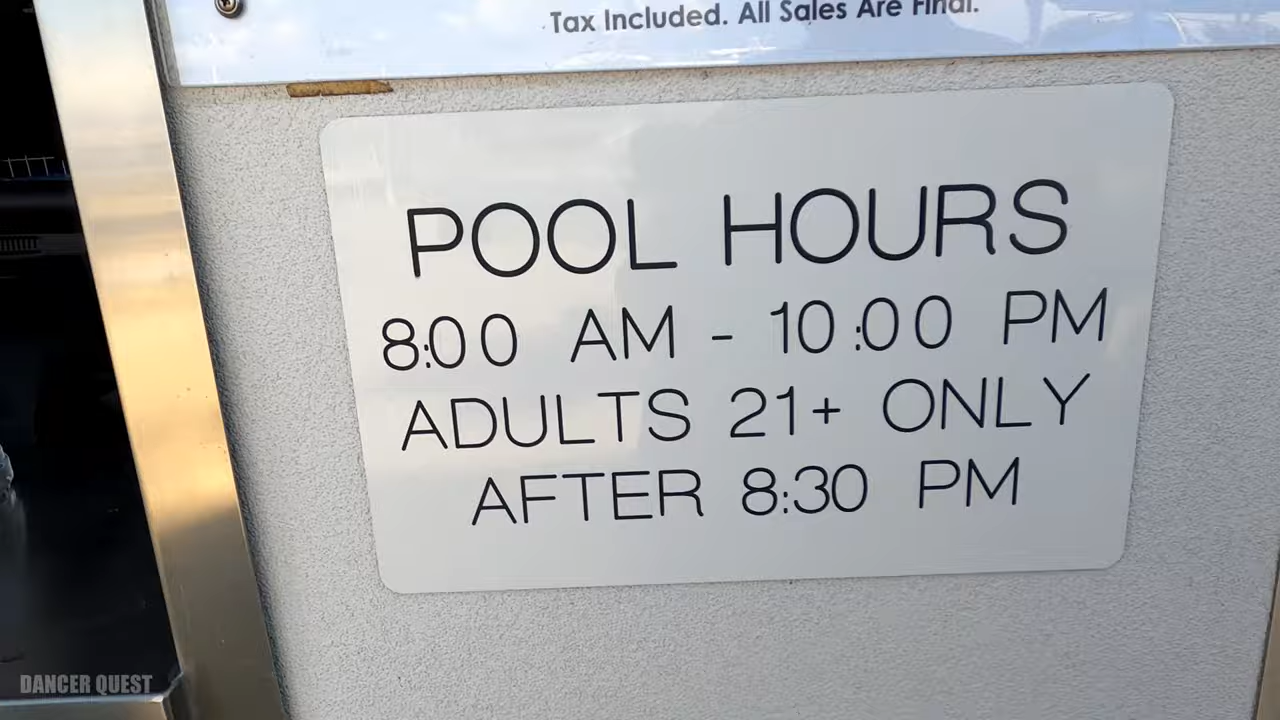 Tax Included. All Sales Are Final.
POOL HOURS
8:00 AM - 10:00 PM
ADULTS 21+ ONLY
AFTER 8:30 PM
DANCER QUEST